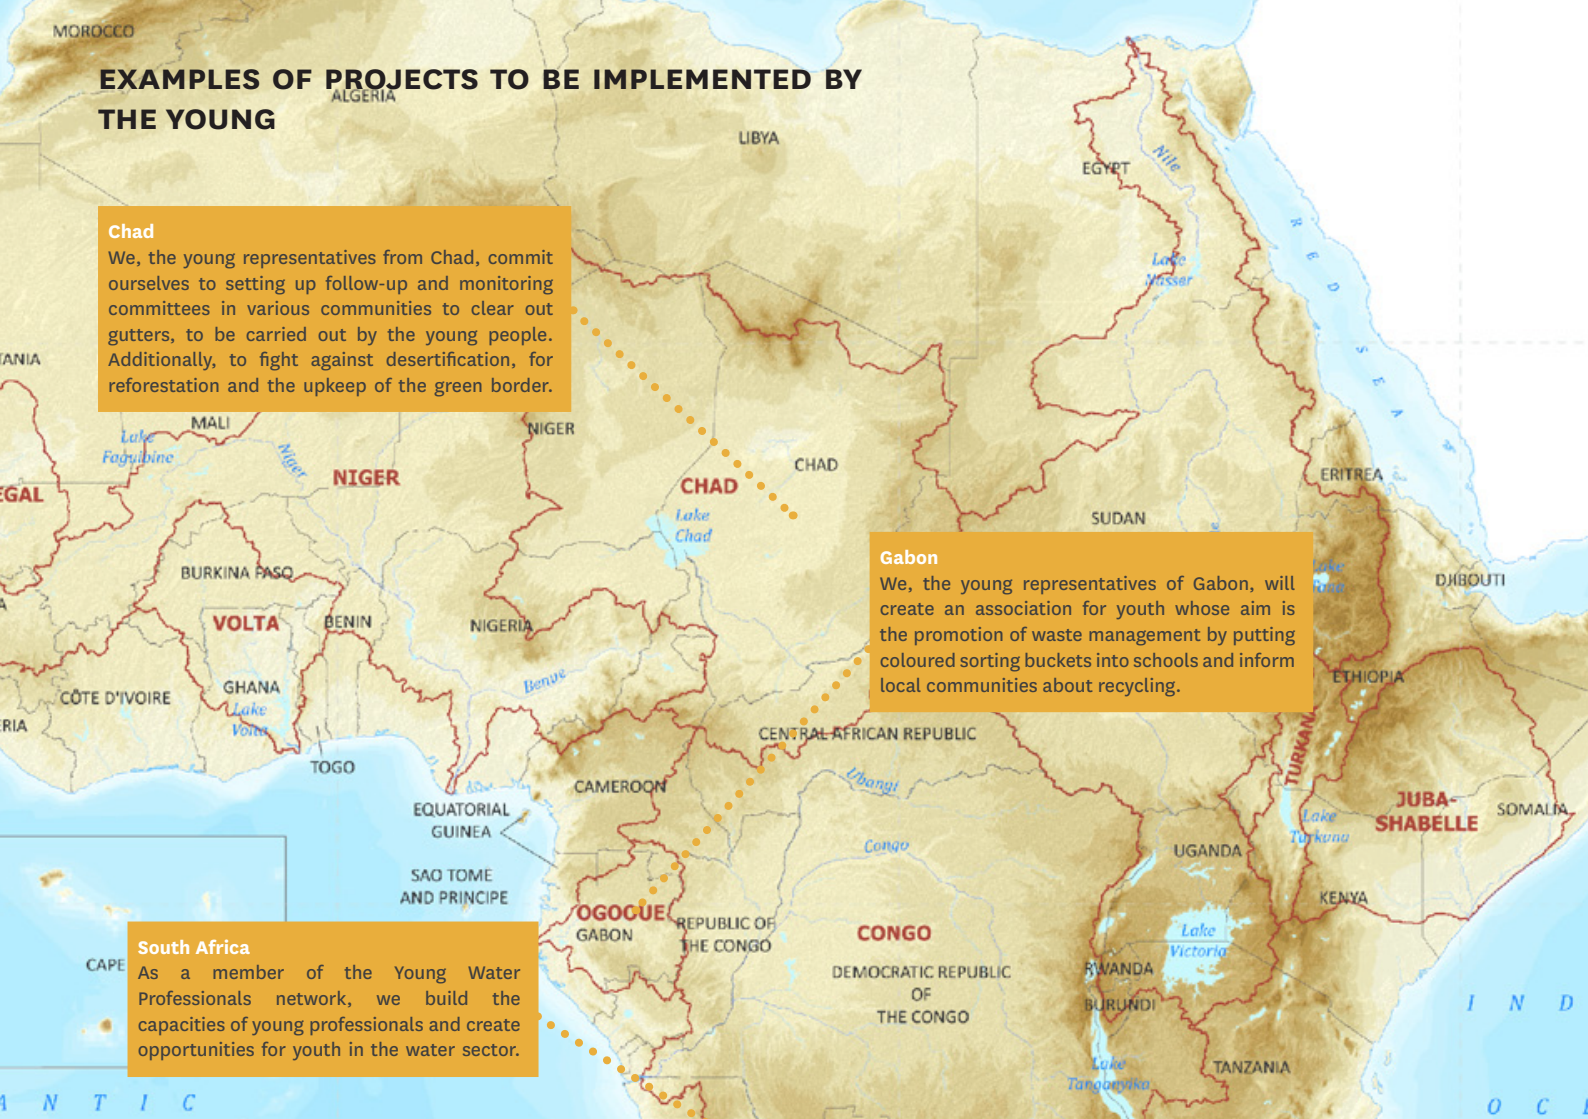 MOROCCO
EXAMPLES OF PROJECTS TO BE IMPLEMENTED BY
THE YOUNG
ALGERIA
LIBYA
EGYPT
Nile
Lake
Nasser
RED SEA
Chad
We, the young representatives from Chad, commit
ourselves to setting up follow-up and monitoring
committees in various communities to clear out
gutters, to be carried out by the young people.
Additionally, to fight against desertification, for
reforestation and the upkeep of the green border.
TANIA
MALI
Lake
Faguibine
Niger
NIGER
NIGER
CHAD
CHAD
Lake
Chad
EGAL
SUDAN
ERITREA
DJIBOUTI
BURKINA FASO
VOLTA
BENIN
NIGERIA
Benue
CÔTE D'IVOIRE
GHANA
Lake
Volta
ERIA
TOGO
Gabon
We, the young representatives of Gabon, will
create an association for youth whose aim is
the promotion of waste management by putting
coloured sorting buckets into schools and inform
local communities about recycling.
ETHIOPIA
TURKANA
CENTRAL AFRICAN REPUBLIC
CAMEROON
Ubangi
EQUATORIAL
GUINEA
Congo
JUBA-
SHABELLE
SOMALIA
Lake
Turkana
UGANDA
KENYA
SAO TOME
AND PRINCIPE
OGOOUE
GABON
REPUBLIC OF
THE CONGO
CONGO
DEMOCRATIC REPUBLIC
OF
THE CONGO
Lake
Victoria
RWANDA
BURUNDI
Lake
Tanganyika
TANZANIA
CAPE
South Africa
As a member of the Young Water
Professionals network, we build the
capacities of young professionals and create
opportunities for youth in the water sector.
I N D
A N T I C
O C E